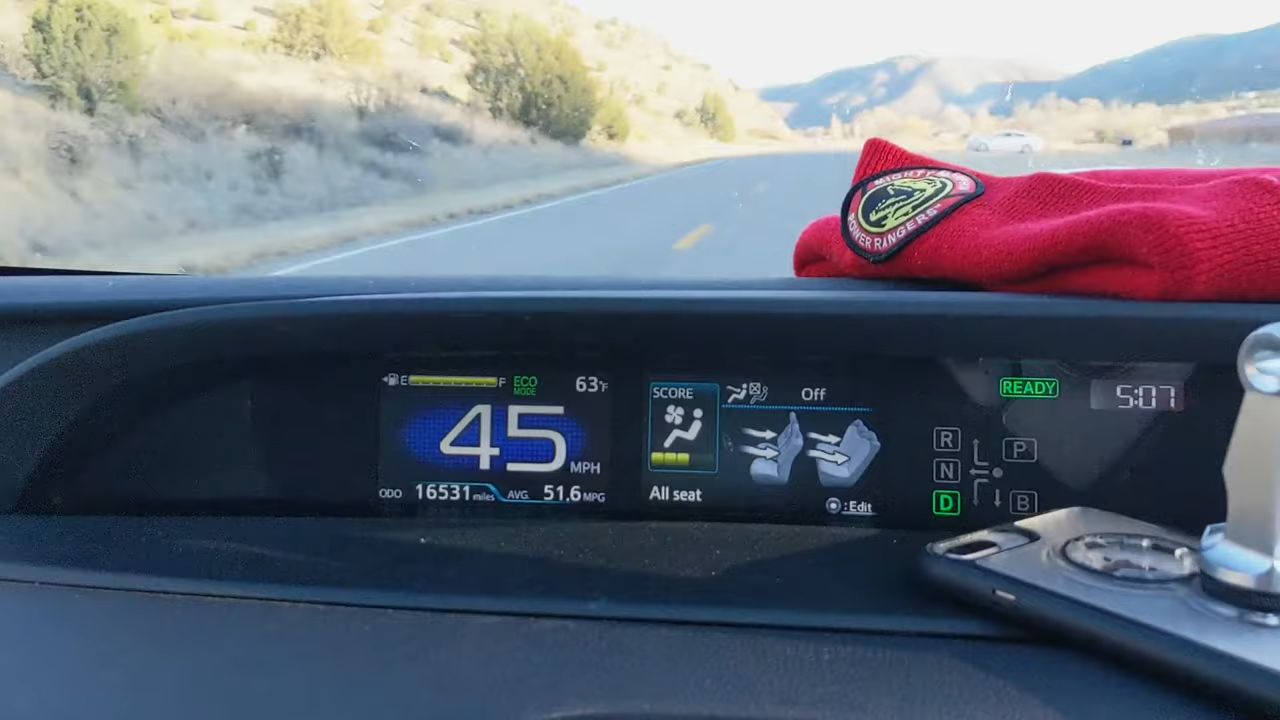 MIGHTY
POWER RANGERS
E F ECO MODE 63°F
45 MPH
ODO 16531 miles AVG. 51.6 MPG
SCORE
Off
All seat
:Edit
READY
5:07
R
P
N
D
B